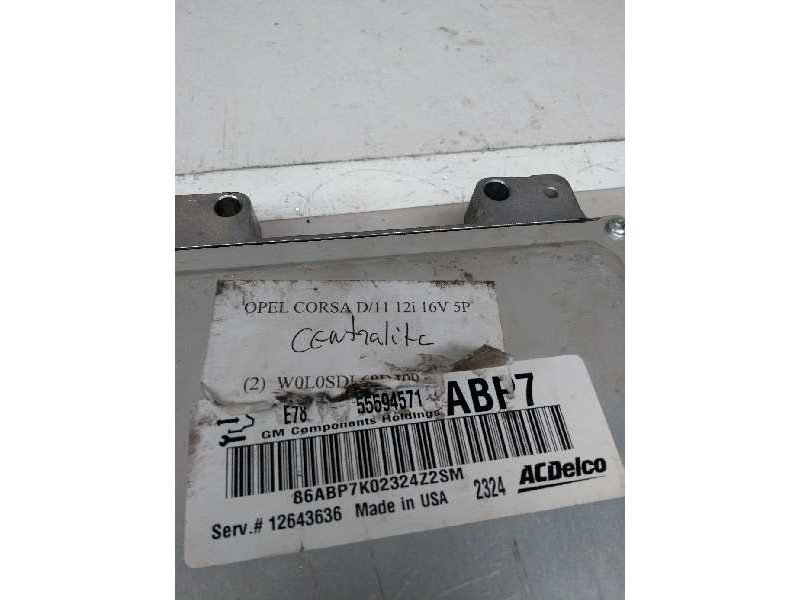 OPEL CORSA D/11 12i 16V 5P
Centralite
(2) W0L0SDL68D4
E78 55594571 ABP7
GM Components Holdings
86ABP7K02324Z2SM
Serv.# 12643636 Made in USA 2324 ACDelco